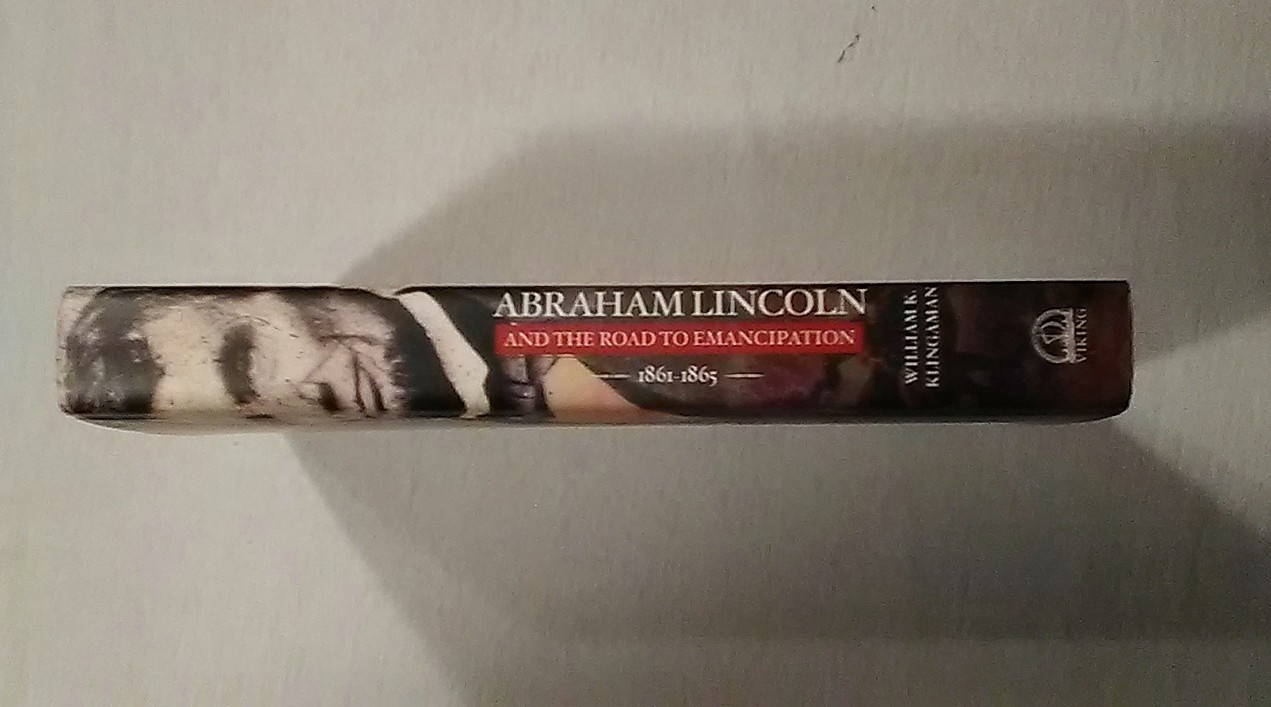 ABRAHAM LINCOLN
AND THE ROAD TO EMANCIPATION
1861-1865
WILLIAM K.
KLINGAMAN
VIKING